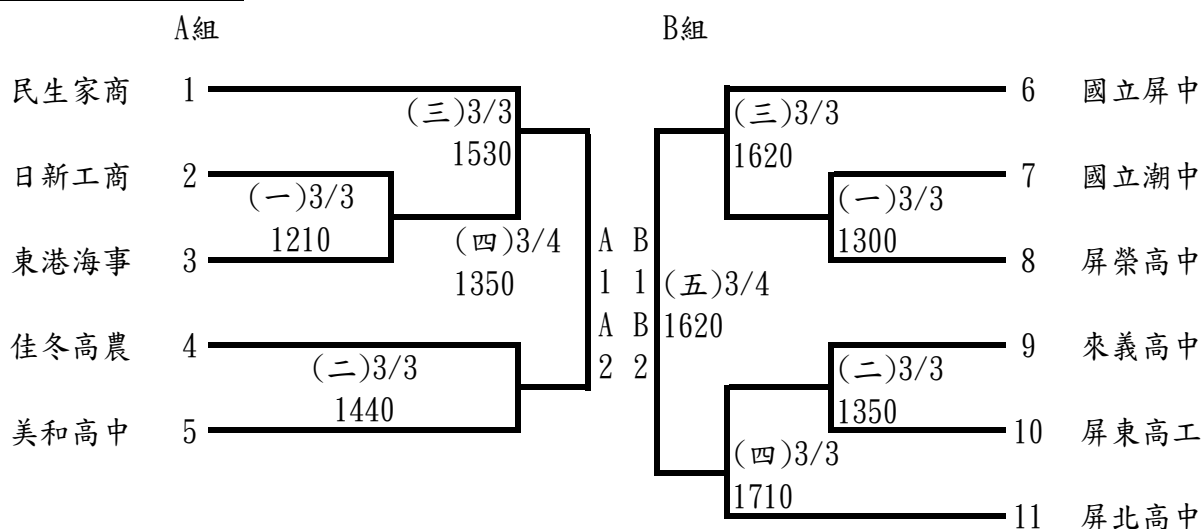 A組
B組
民生家商 1
(三)3/3
1530
日新工商 2
(一)3/3
1210
東港海事 3
(四)3/4
1350
佳冬高農 4
(二)3/3
1440
美和高中 5
A1 A2
B1 B2
6 國立屏中
(三)3/3
1620
7 國立潮中
(一)3/3
1300
8 屏榮高中
(五)3/4
1620
9 來義高中
(二)3/3
1350
10 屏東高工
(四)3/3
1710
11 屏北高中